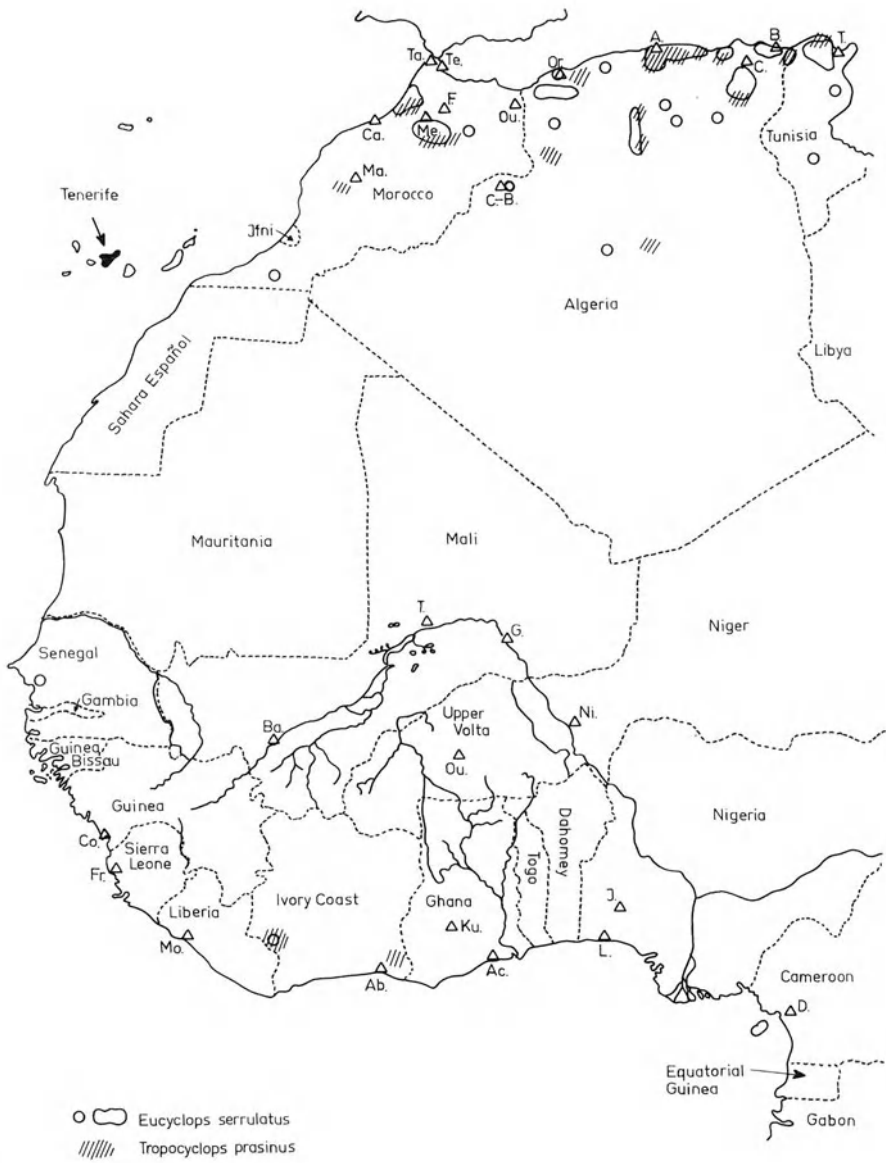 A.
B.
T.
Ta.
Te.
Or.
C.
F.
Ou.
Ca.
Me.
Tunisia
Ma.
Morocco
C.-B.
Tenerife
Jfni
Algeria
Libya
Sahara Español
Mauritania
Mali
T.
G.
Niger
Senegal
Gambia
Ba.
Upper
Volta
Ni.
Guinea
Bissau
Ou.
Guinea
Dahomey
Nigeria
Co.
Sierra
Leone
Togo
Fr.
Liberia
Ivory Coast
Ghana
J.
Ku.
Mo.
L.
Ab.
Ac.
Cameroon
D.
Equatorial
Guinea
Gabon
Eucyclops serrulatus
Tropocyclops prasinus